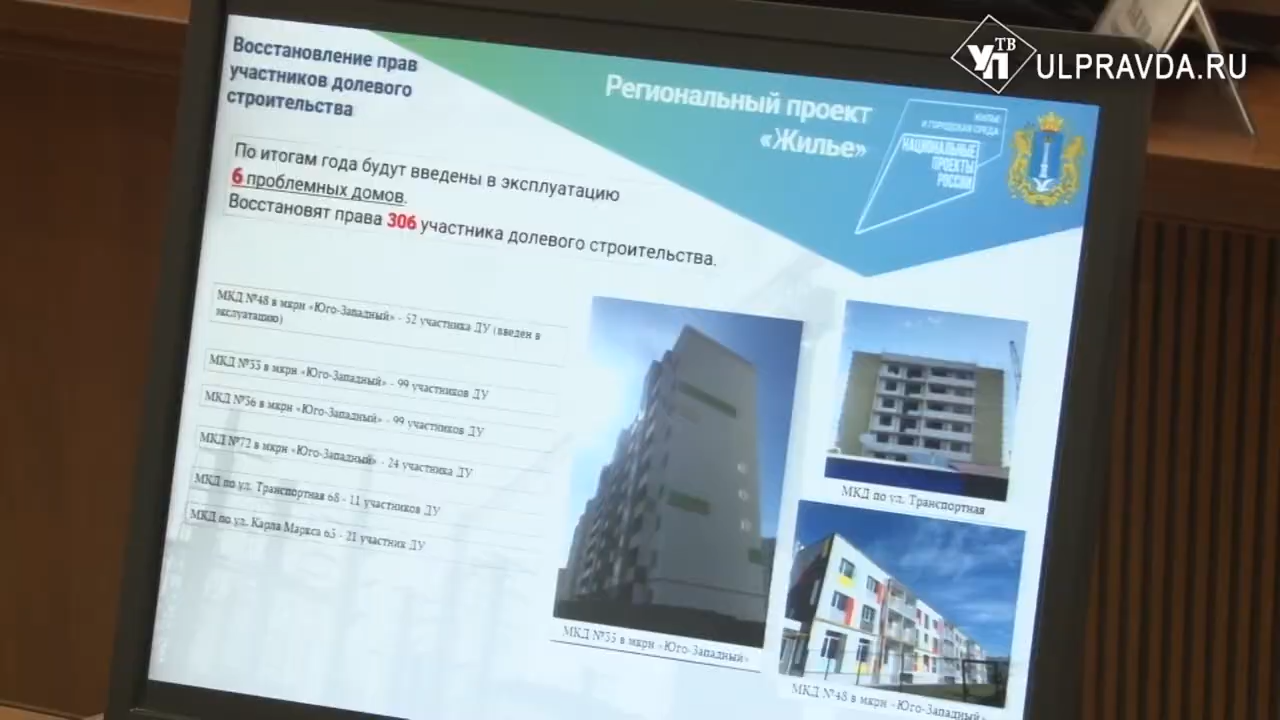 УП ТВ ULPRAVDA.RU
Восстановление прав
участников долевого
строительства
Региональный проект
«Жилье»
ЖИЛЬЕ
И ГОРОДСКАЯ СРЕДА
НАЦИОНАЛЬНЫЕ
ПРОЕКТЫ
РОССИИ
По итогам года будут введены в эксплуатацию
6 проблемных домов.
Восстановят права 306 участника долевого строительства.
МКД №48 в мкрн «Юго-Западный» - 52 участника ДУ (введен в
эксплуатацию)
МКД №55 в мкрн «Юго-Западный» - 99 участников ДУ
МКД №56 в мкрн «Юго-Западный» - 99 участников ДУ
МКД №72 в мкрн «Юго-Западный» - 24 участника ДУ
МКД по ул. Транспортная 68 - 11 участников ДУ
МКД по ул. Карла Маркса 63 - 21 участник ДУ
МКД по ул. Транспортная
МКД №55 в мкрн «Юго-Западный»
МКД №48 в мкрн «Юго-Западный»